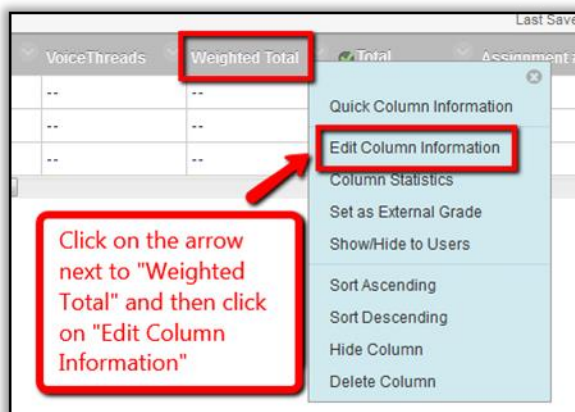 Last Save
VoiceThreads Weighted Total Total Assignment
-- --
-- --
-- --
Quick Column Information
Edit Column Information
Column Statistics
Set as External Grade
Show/Hide to Users
Sort Ascending
Sort Descending
Hide Column
Delete Column
Click on the arrow
next to "Weighted
Total" and then click
on "Edit Column
Information"